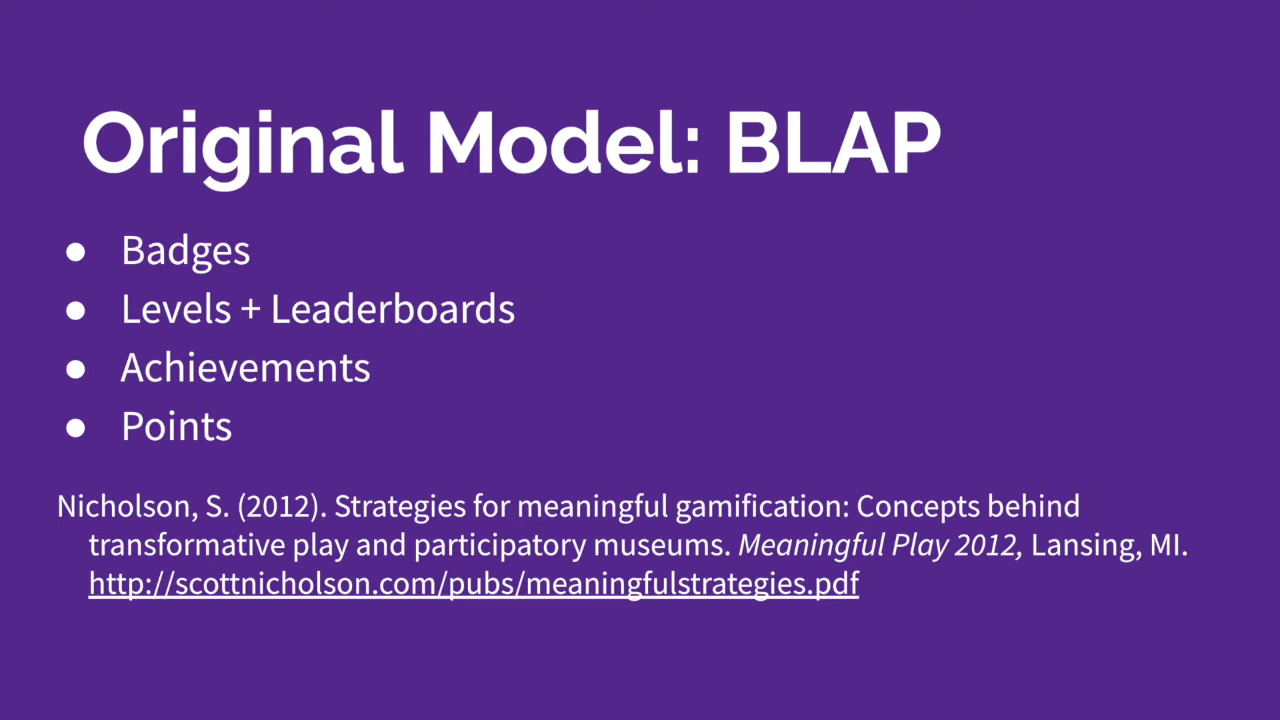 Original Model: BLAP
● Badges
● Levels + Leaderboards
● Achievements
● Points
Nicholson, S. (2012). Strategies for meaningful gamification: Concepts behind
transformative play and participatory museums. Meaningful Play 2012, Lansing, MI.
http://scottnicholson.com/pubs/meaningfulstrategies.pdf